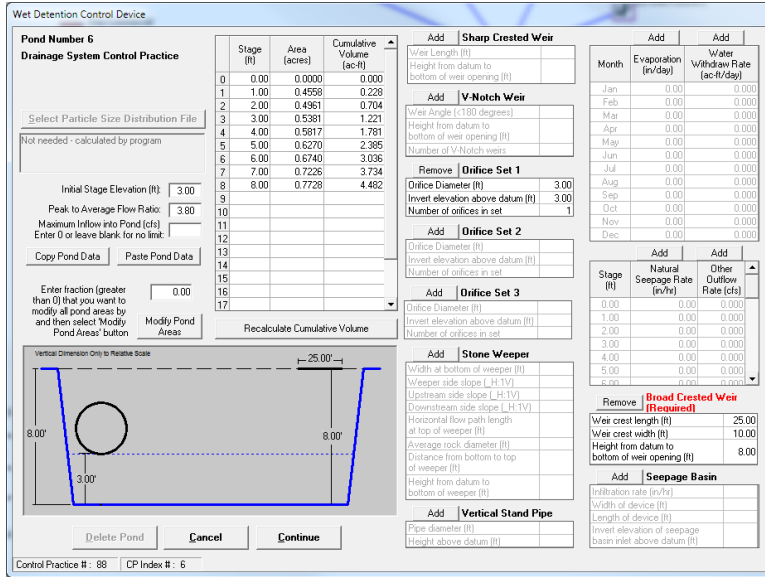 Wet Detention Control Device
Pond Number 6
Drainage System Control Practice
Select Particle Size Distribution File
Not needed - calculated by program
Initial Stage Elevation (ft): 3.00
Peak to Average Flow Ratio: 3.80
Maximum Inflow into Pond (cfs)
Enter 0 or leave blank for no limit:
Copy Pond Data Paste Pond Data
Enter fraction (greater
than 0) that you want to
modify all pond areas by
and then select 'Modify
Pond Areas' button
0.00
Modify Pond
Areas
Stage
(ft)
Area
(acres)
Cumulative
Volume
(ac-ft)
0 0.00 0.0000 0.000
1 1.00 0.4558 0.228
2 2.00 0.4961 0.704
3 3.00 0.5381 1.221
4 4.00 0.5817 1.781
5 5.00 0.6270 2.385
6 6.00 0.6740 3.036
7 7.00 0.7226 3.734
8 8.00 0.7728 4.482
9
10
11
12
13
14
15
16
17
Recalculate Cumulative Volume
Vertical Dimension Only to Relative Scale
25.00'
8.00'
8.00'
3.00'
Delete Pond Cancel Continue
Control Practice #: 88 CP Index #: 6
Add Sharp Crested Weir
Weir Length (ft)
Height from datum to
bottom of weir opening (ft)
Add V-Notch Weir
Weir Angle (<180 degrees)
Height from datum to
bottom of weir opening (ft)
Number of V-Notch weirs
Remove Orifice Set 1
Orifice Diameter (ft) 3.00
Invert elevation above datum (ft) 3.00
Number of orifices in set 1
Add Orifice Set 2
Orifice Diameter (ft)
Invert elevation above datum (ft)
Number of orifices in set
Add Orifice Set 3
Orifice Diameter (ft)
Invert elevation above datum (ft)
Number of orifices in set
Add Stone Weeper
Width at bottom of weeper (ft)
Weeper side slope (_H:1V)
Upstream side slope (_H:1V)
Downstream side slope (_H:1V)
Horizontal flow path length
at top of weeper (ft)
Average rock diameter (ft)
Distance from bottom to top
of weeper (ft)
Height from datum to
bottom of weeper (ft)
Add Vertical Stand Pipe
Pipe diameter (ft)
Height above datum (ft)
Add Add
Month
Evaporation
(in/day)
Water
Withdraw Rate
(ac-ft/day)
Jan 0.00 0.000
Feb 0.00 0.000
Mar 0.00 0.000
Apr 0.00 0.000
May 0.00 0.000
Jun 0.00 0.000
Jul 0.00 0.000
Aug 0.00 0.000
Sep 0.00 0.000
Oct 0.00 0.000
Nov 0.00 0.000
Dec 0.00 0.000
Add Add
Stage
(ft)
Natural
Seepage Rate
(in/hr)
Other
Outflow
Rate (cfs)
0.00 0.00 0.000
1.00 0.00 0.000
2.00 0.00 0.000
3.00 0.00 0.000
4.00 0.00 0.000
5.00 0.00 0.000
6.00 0.00 0.000
Remove Broad Crested Weir
(Required)
Weir crest length (ft) 25.00
Weir crest width (ft) 10.00
Height from datum to
bottom of weir opening (ft) 8.00
Add Seepage Basin
Infiltration rate (in/hr)
Width of device (ft)
Length of device (ft)
Invert elevation of seepage
basin inlet above datum (ft)